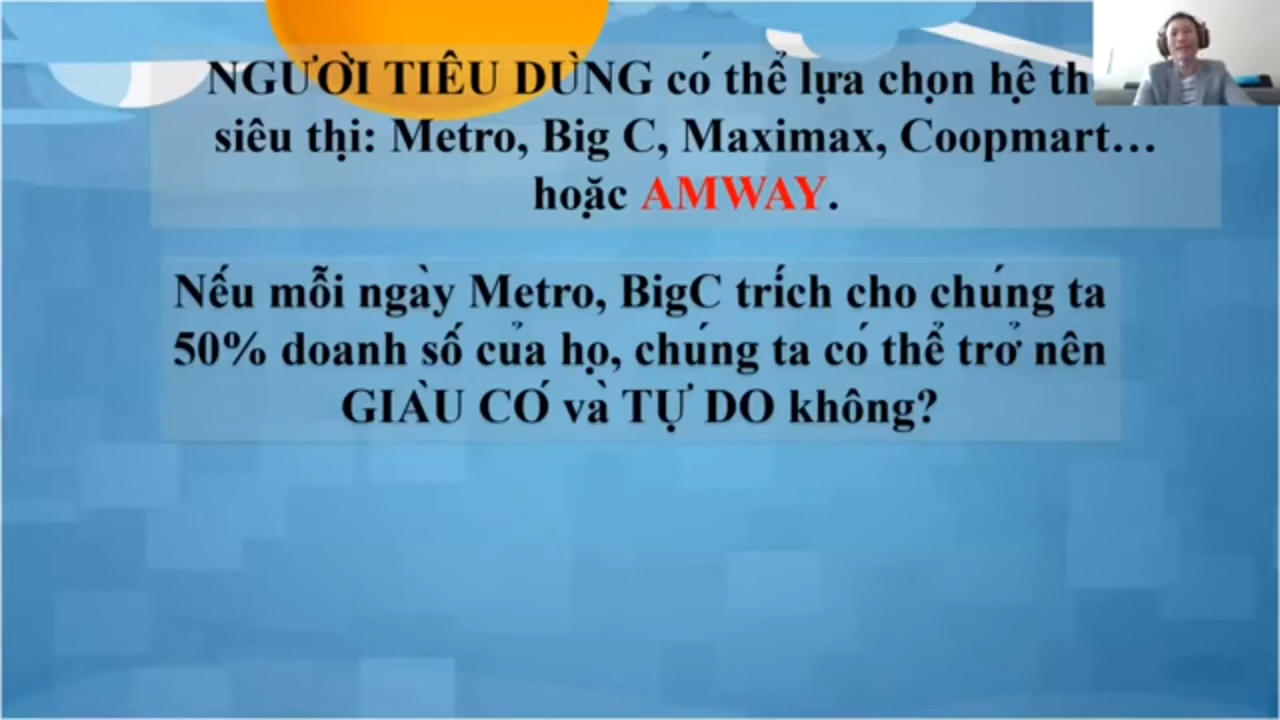 NGƯỜI TIÊU DÙNG có thể lựa chọn hệ th
siêu thị: Metro, Big C, Maximax, Coopmart…
hoặc AMWAY.
Nếu mỗi ngày Metro, BigC trích cho chúng ta
50% doanh số của họ, chúng ta có thể trở nên
GIÀU CÓ và TỰ DO không?